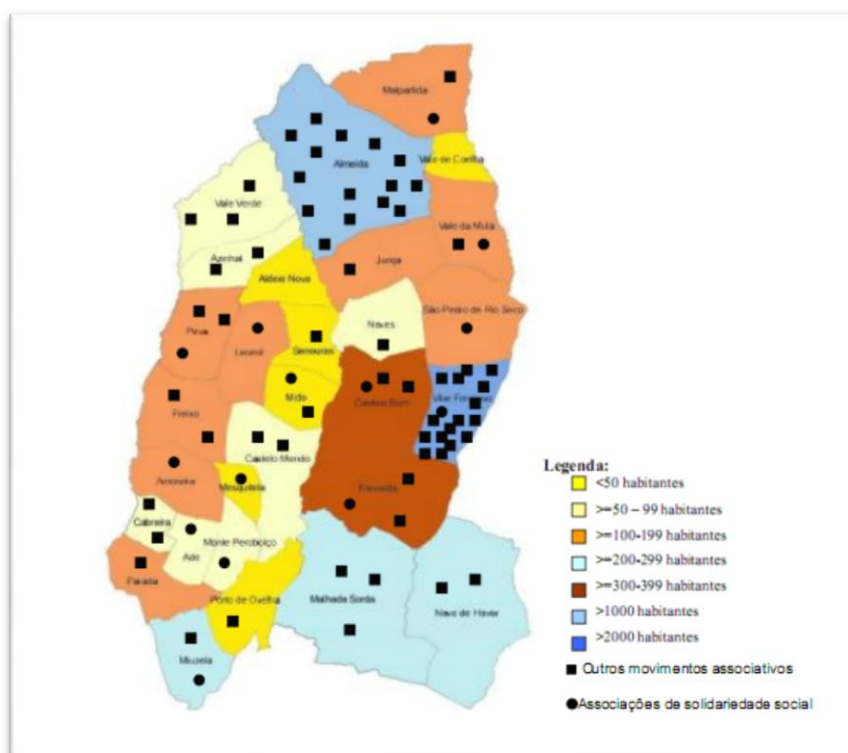 Malpartida
Almeida
Vale de Coelha
Vale Verde
Vale da Mula
Azinhal
Junça
Aldeia Nova
São Pedro de Rio Seco
Naves
Peva
Leomil
Senouras
Mido
Castelo Bom
Vilar Formoso
Freixo
Castelo Mendo
Amoreira
Mesquitela
Freineda
Cabreira
Ade
Monte Perobolço
Parada
Porto de Ovelha
Malhada Sorda
Nave de Haver
Miuzela
Legenda:
<50 habitantes
>=50 – 99 habitantes
>=100-199 habitantes
>=200-299 habitantes
>=300-399 habitantes
>1000 habitantes
>2000 habitantes
Outros movimentos associativos
Associações de solidariedade social